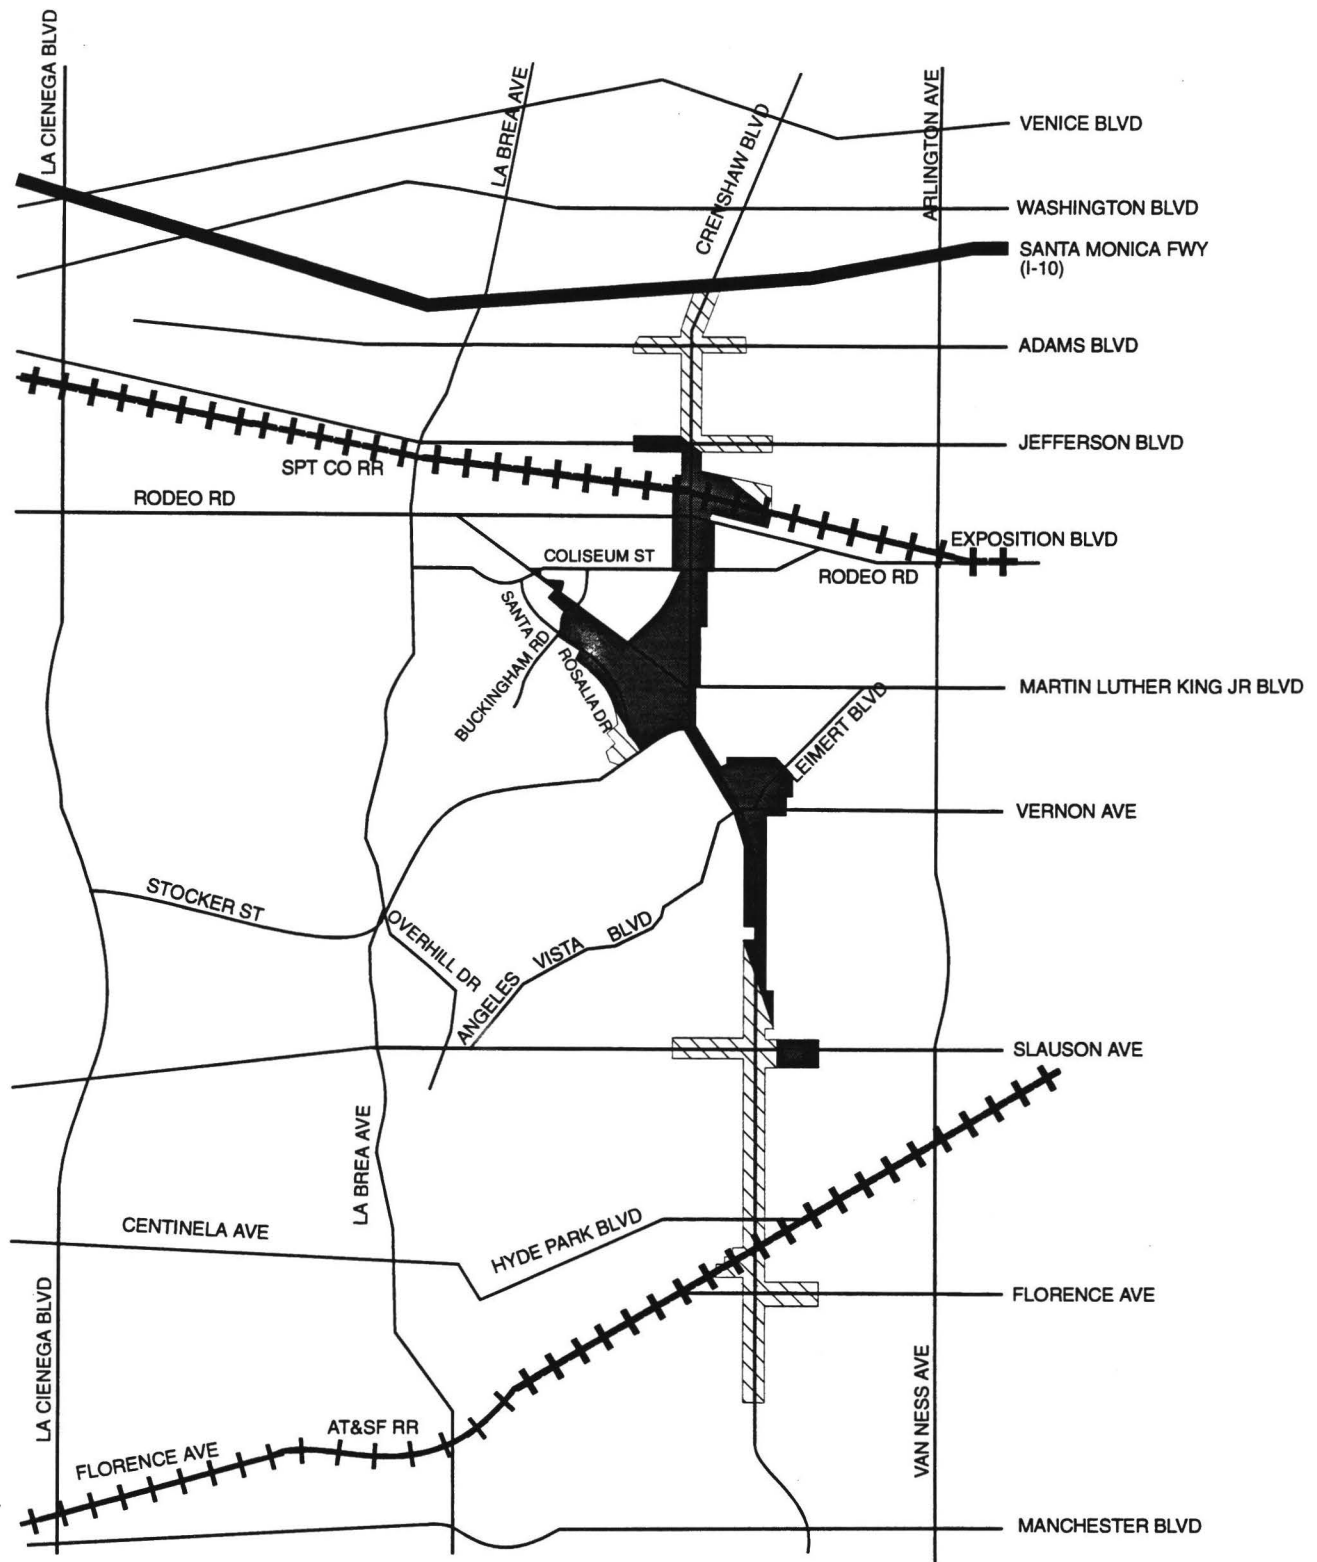 LA CIENEGA BLVD
LA BREA AVE
CRENSHAW BLVD
ARLINGTON AVE
VENICE BLVD
WASHINGTON BLVD
SANTA MONICA FWY
(I-10)
ADAMS BLVD
JEFFERSON BLVD
SPT CO RR
RODEO RD
EXPOSITION BLVD
COLISEUM ST
RODEO RD
SANTA
ROSALIA DR
BUCKINGHAM RD
MARTIN LUTHER KING JR BLVD
LEIMERT BLVD
VERNON AVE
STOCKER ST
OVERHILL DR
ANGELES
VISTA
BLVD
SLAUSON AVE
LA BREA AVE
CENTINELA AVE
HYDE PARK BLVD
FLORENCE AVE
LA CIENEGA BLVD
VAN NESS AVE
AT&SF RR
FLORENCE AVE
MANCHESTER BLVD